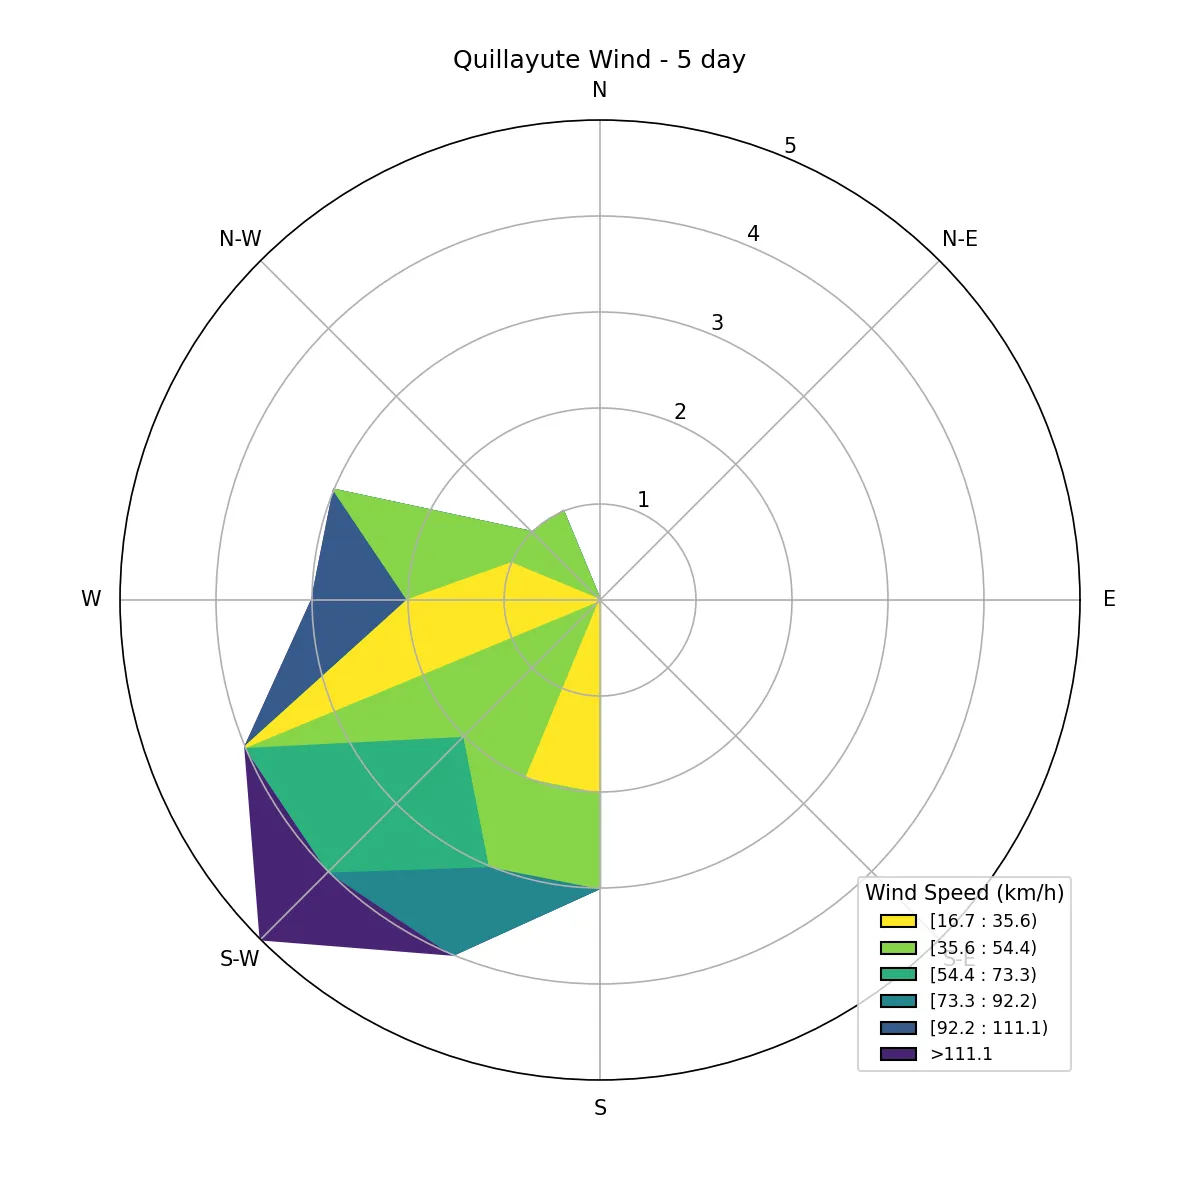 Quillayute Wind - 5 day
N
5
N-W
4
N-E
3
2
1
W
E
Wind Speed (km/h)
[16.7 : 35.6)
[35.6 : 54.4)
S-W
S-E
[54.4 : 73.3)
[73.3 : 92.2)
[92.2 : 111.1)
>111.1
S